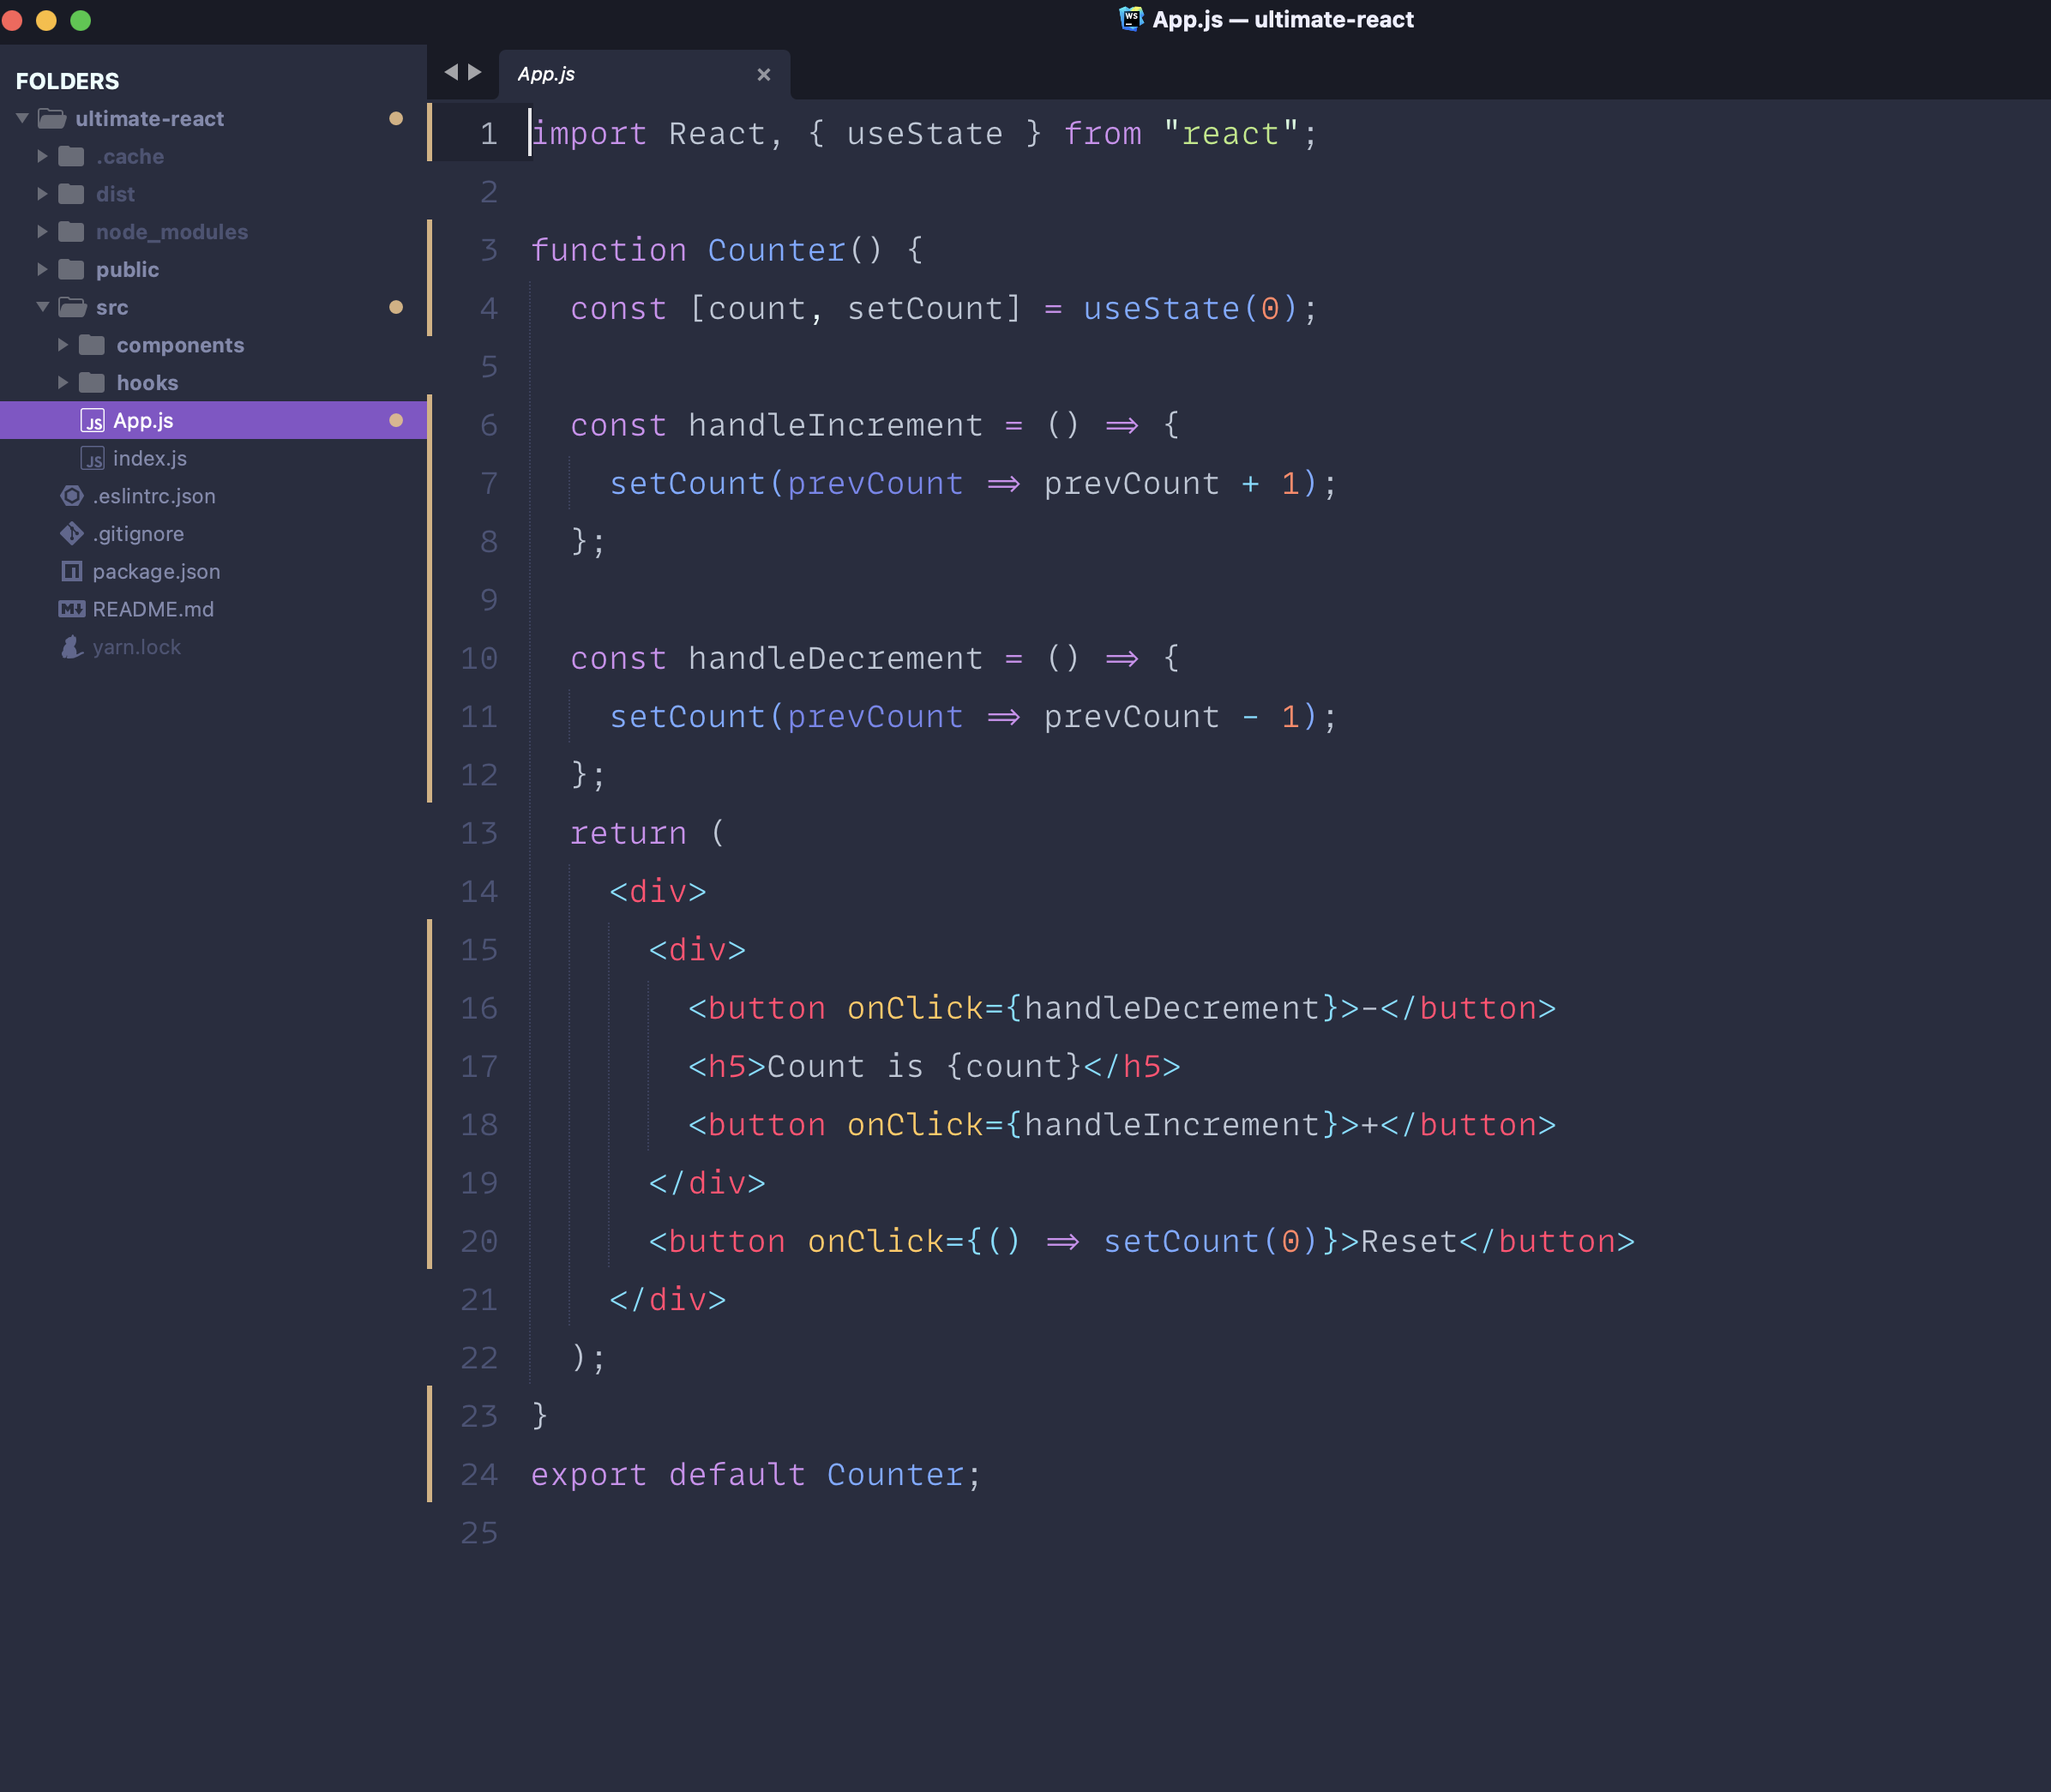 App.js — ultimate-react
FOLDERS
ultimate-react
.cache
dist
node_modules
public
src
components
hooks
JS App.js
JS index.js
.eslintrc.json
.gitignore
package.json
README.md
yarn.lock
App.js
1 import React, { useState } from "react";
2
3 function Counter() {
4 const [count, setCount] = useState(0);
5
6 const handleIncrement = () => {
7 setCount(prevCount => prevCount + 1);
8 };
9
10 const handleDecrement = () => {
11 setCount(prevCount => prevCount - 1);
12 };
13 return (
14 <div>
15 <div>
16 <button onClick={handleDecrement}>-</button>
17 <h5>Count is {count}</h5>
18 <button onClick={handleIncrement}>+</button>
19 </div>
20 <button onClick={() => setCount(0)}>Reset</button>
21 </div>
22 );
23 }
24 export default Counter;
25